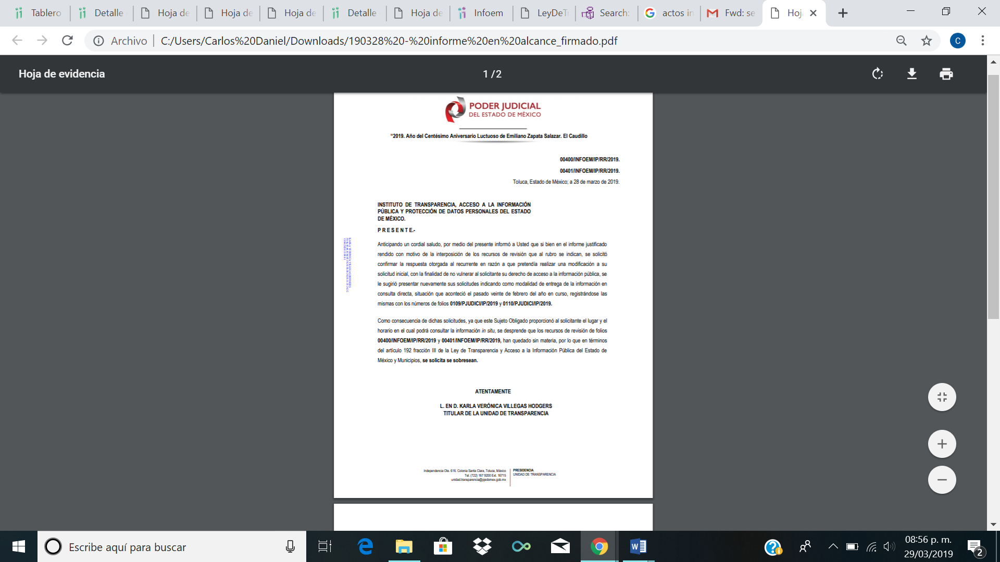 Tablero
Detalle
Hoja de
Hoja de
Hoja de
Detalle
Hoja de
Infoem
LeyDeTr
Search:
actos in
Fwd: se
Hoj
Archivo
C:/Users/Carlos%20Daniel/Downloads/190328%20-%20informe%20en%20alcance_firmado.pdf
C
Hoja de evidencia
1 / 2
PODER JUDICIAL
DEL ESTADO DE MÉXICO
“2019. Año del Centésimo Aniversario Luctuoso de Emiliano Zapata Salazar. El Caudillo
00400/INFOEM/IP/RR/2019.
00401/INFOEM/IP/RR/2019.
Toluca, Estado de México; a 28 de marzo de 2019.
INSTITUTO DE TRANSPARENCIA, ACCESO A LA INFORMACIÓN
PÚBLICA Y PROTECCIÓN DE DATOS PERSONALES DEL ESTADO
DE MÉXICO.
P R E S E N T E.-
Anticipando un cordial saludo, por medio del presente informó a Usted que si bien en el informe justificado
rendido con motivo de la interposición de los recursos de revisión que al rubro se indican, se solicitó
confirmar la respuesta otorgada al recurrente en razón a que pretendía realizar una modificación a su
solicitud inicial, con la finalidad de no vulnerar al solicitante su derecho de acceso a la información pública, se
le sugirió presentar nuevamente sus solicitudes indicando como modalidad de entrega de la información en
consulta directa, situación que aconteció el pasado veinte de febrero del año en curso, registrándose las
mismas con los números de folios 0109/PJUDICI/IP/2019 y 0110/PJUDICI/IP/2019.
Como consecuencia de dichas solicitudes, ya que este Sujeto Obligado proporcionó al solicitante el lugar y el
horario en el cual podrá consultar la información in situ, se desprende que los recursos de revisión de folios
00400/INFOEM/IP/RR/2019 y 00401/INFOEM/IP/RR/2019, han quedado sin materia, por lo que en términos
del artículo 192 fracción III de la Ley de Transparencia y Acceso a la Información Pública del Estado de
México y Municipios, se solicita se sobresean.
ATENTAMENTE
L. EN D. KARLA VERÓNICA VILLEGAS HODGERS
TITULAR DE LA UNIDAD DE TRANSPARENCIA
KARLA VERONICA VILLEGAS HODGERS
Independencia Ote. 616. Colonia Santa Clara, Toluca, México
Tel. (722) 167 9200 Ext. 16715
unidad.transparencia@pjedomex.gob.mx
PRESIDENCIA
UNIDAD DE TRANSPARENCIA
Escribe aquí para buscar
08:56 p. m.
29/03/2019
2